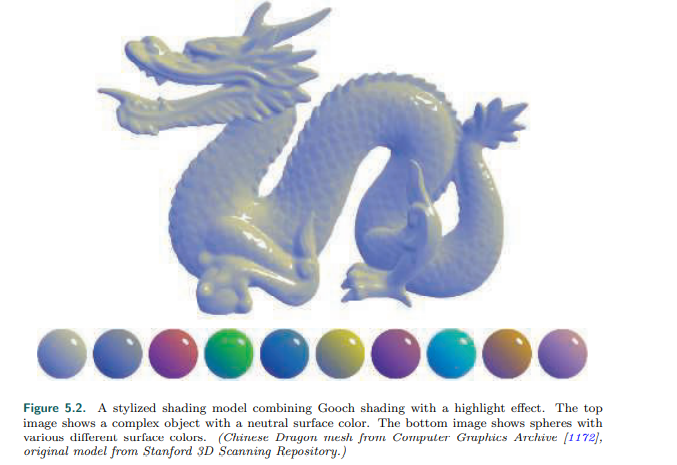 Figure 5.2. A stylized shading model combining Gooch shading with a highlight effect. The top
image shows a complex object with a neutral surface color. The bottom image shows spheres with
various different surface colors. (Chinese Dragon mesh from Computer Graphics Archive [1172],
original model from Stanford 3D Scanning Repository.)